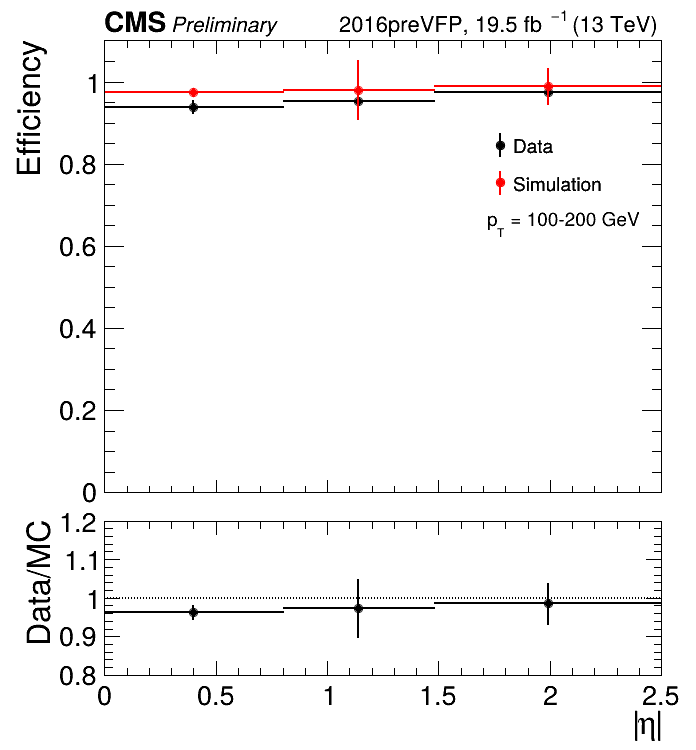 CMS Preliminary 2016preVFP, 19.5 fb⁻¹ (13 TeV)
Efficiency
1
0.8
0.6
0.4
0.2
0
Data
Simulation
p_T = 100-200 GeV
Data/MC
1.2
1.1
1
0.9
0.8
0 0.5 1 1.5 2 2.5
|η|